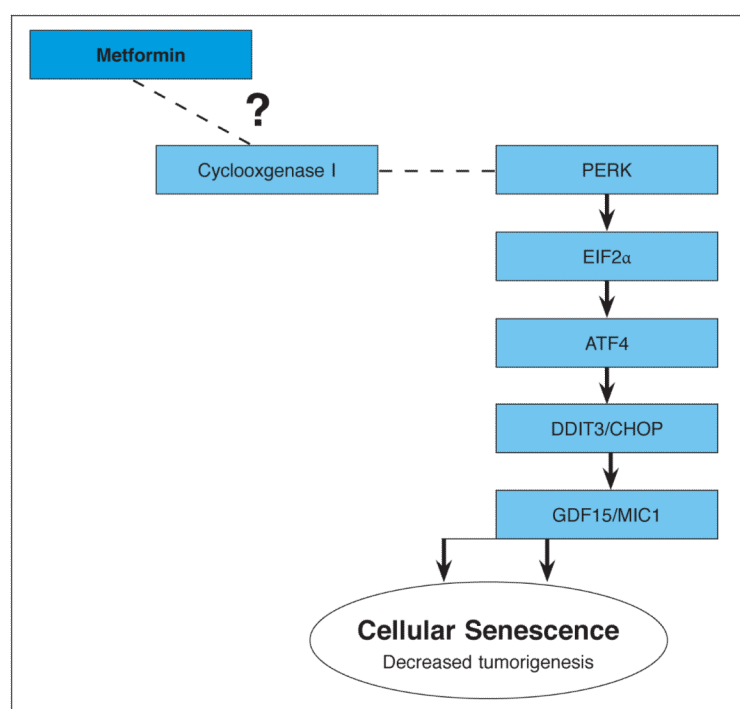 Metformin
?
Cyclooxgenase I
PERK
EIF2α
ATF4
DDIT3/CHOP
GDF15/MIC1
Cellular Senescence
Decreased tumorigenesis